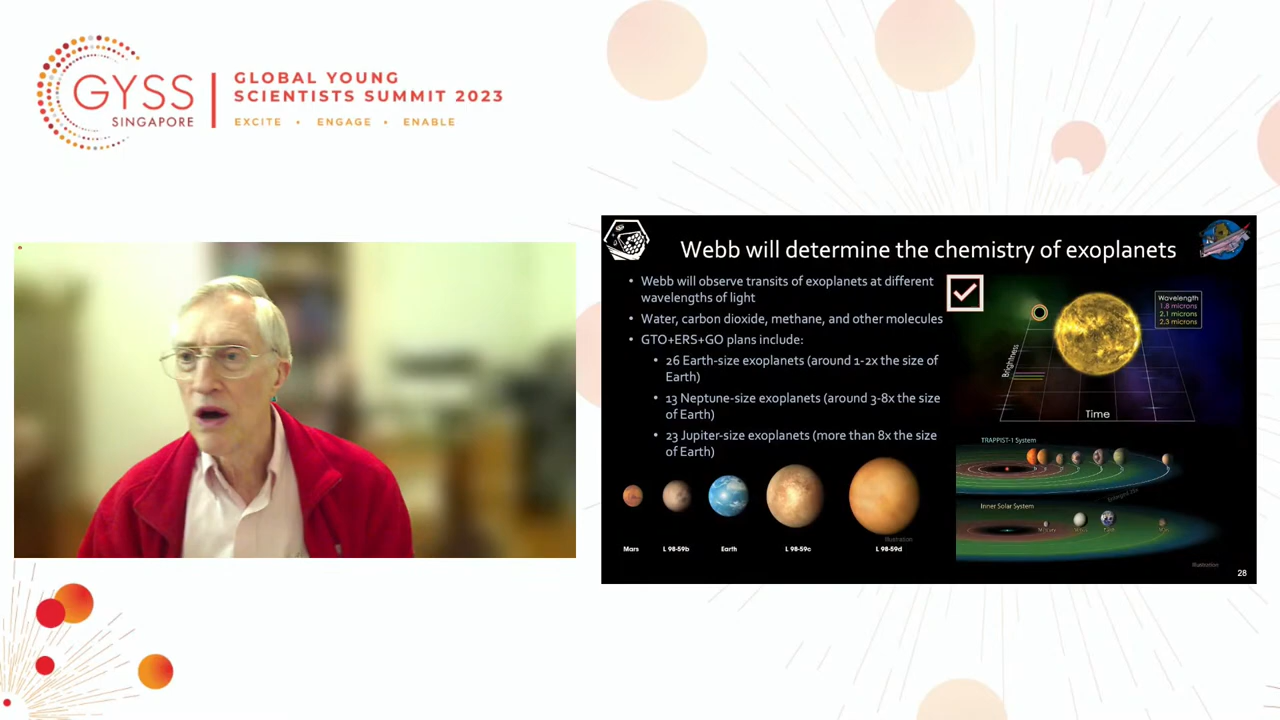 GYSS
SINGAPORE
GLOBAL YOUNG
SCIENTISTS SUMMIT 2023
EXCITE • ENGAGE • ENABLE
Webb will determine the chemistry of exoplanets
• Webb will observe transits of exoplanets at different
wavelengths of light
• Water, carbon dioxide, methane, and other molecules
• GTO+ERS+GO plans include:
• 26 Earth-size exoplanets (around 1-2x the size of
Earth)
• 13 Neptune-size exoplanets (around 3-8x the size
of Earth)
• 23 Jupiter-size exoplanets (more than 8x the size
of Earth)
Illustration
Mars
L 98-59b
Earth
L 98-59c
L 98-59d
Wavelength
1.8 microns
2.1 microns
2.3 microns
Brightness
Time
TRAPPIST-1 System
Inner Solar System
Mercury
Earth
Illustration
28